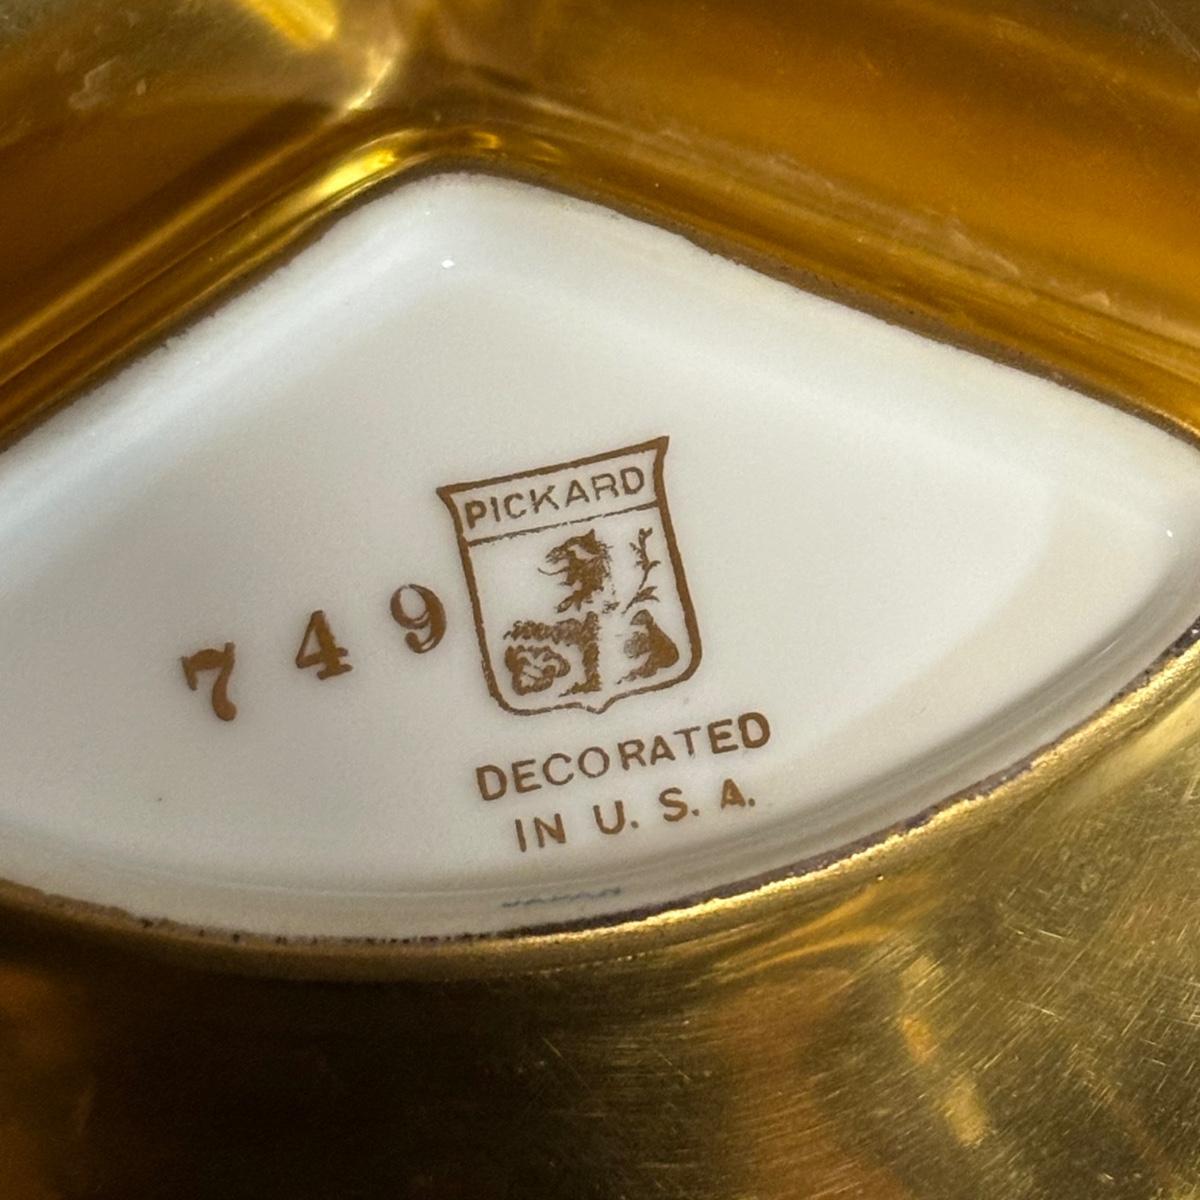 PICKARD
749
DECORATED
IN U. S. A.